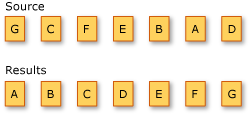 Source
G C F E B A D
Results
A B C D E F G